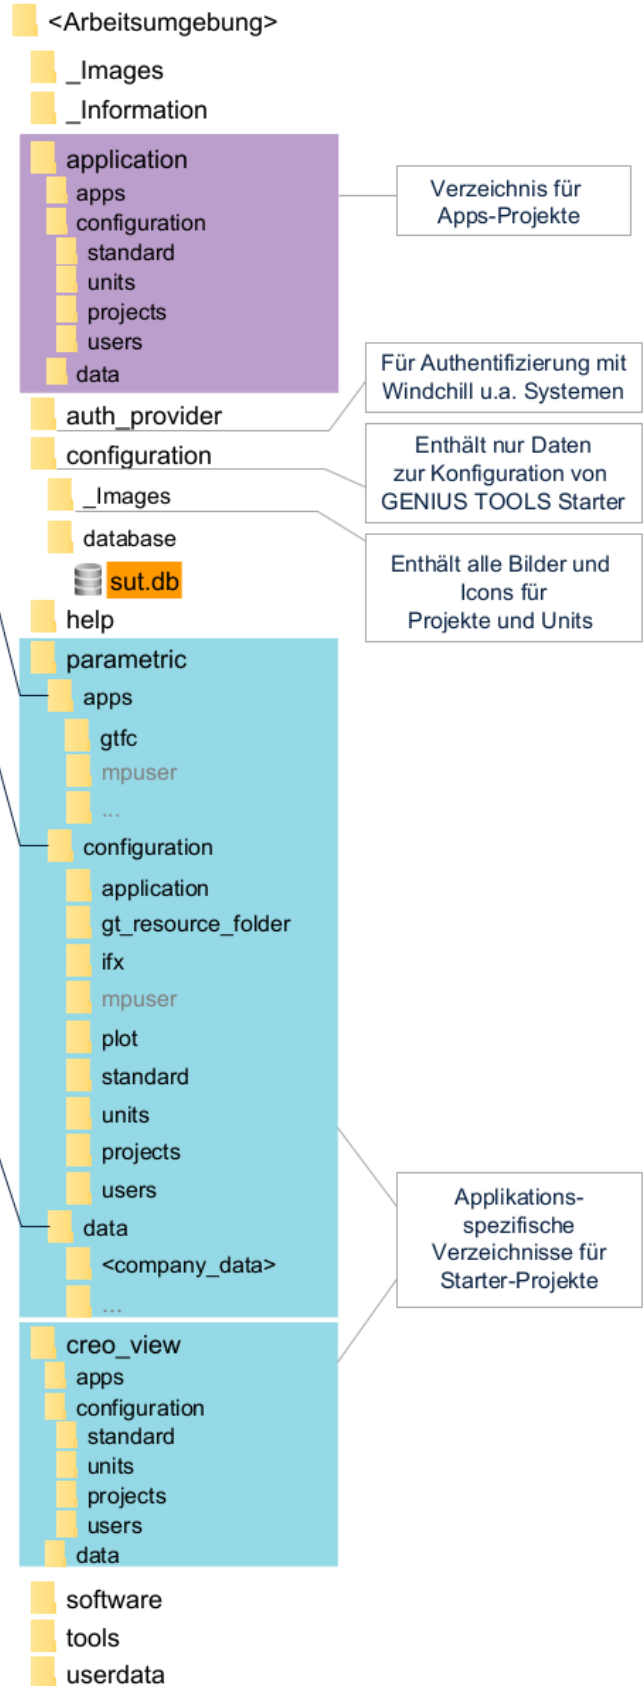 <Arbeitsumgebung>
_Images
_Information
application
apps
configuration
standard
units
projects
users
data
Verzeichnis für
Apps-Projekte
auth_provider
Für Authentifizierung mit
Windchill u.a. Systemen
configuration
Enthält nur Daten
zur Konfiguration von
GENIUS TOOLS Starter
_Images
Enthält alle Bilder und
Icons für
Projekte und Units
database
sut.db
help
parametric
apps
gtfc
mpuser
...
configuration
application
gt_resource_folder
ifx
mpuser
plot
standard
units
projects
users
data
<company_data>
...
Applikations-
spezifische
Verzeichnisse für
Starter-Projekte
creo_view
apps
configuration
standard
units
projects
users
data
software
tools
userdata